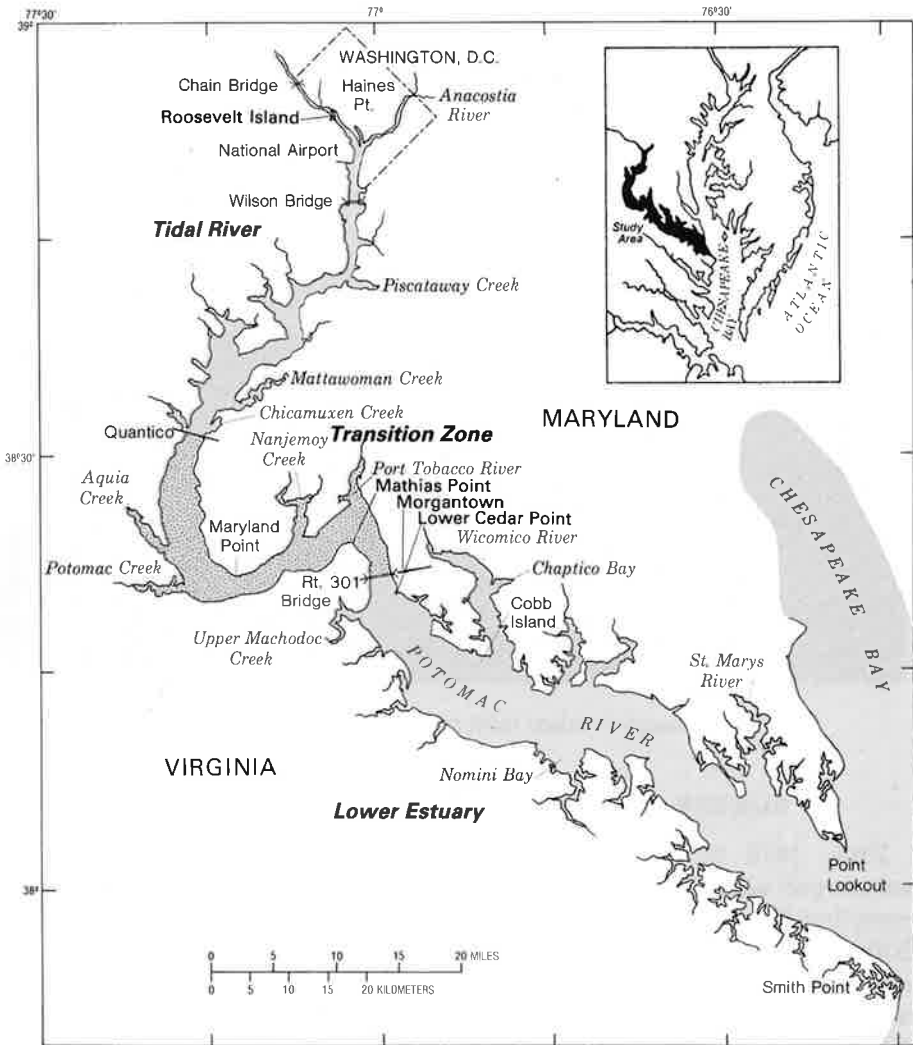 77°30'
77°
76°30'
39°
WASHINGTON, D.C.
Chain Bridge
Haines
Pt.
Anacostia
River
Roosevelt Island
National Airport
Wilson Bridge
Tidal River
Piscataway Creek
Study
Area
CHESAPEAKE
BAY
ATLANTIC
OCEAN
Mattawoman Creek
Chicamuxen Creek
MARYLAND
Quantico
Nanjemoy
Creek
Transition Zone
38°30'
Aquia
Creek
Port Tobacco River
Mathias Point
Morgantown
Lower Cedar Point
Wicomico River
Maryland
Point
Potomac Creek
Rt. 301
Bridge
Chaptico Bay
Cobb
Island
Upper Machodoc
Creek
CHESAPEAKE BAY
POTOMAC RIVER
St. Marys
River
VIRGINIA
Nomini Bay
Lower Estuary
Point
Lookout
38°
0 5 10 15 20 MILES
0 5 10 15 20 KILOMETERS
Smith Point